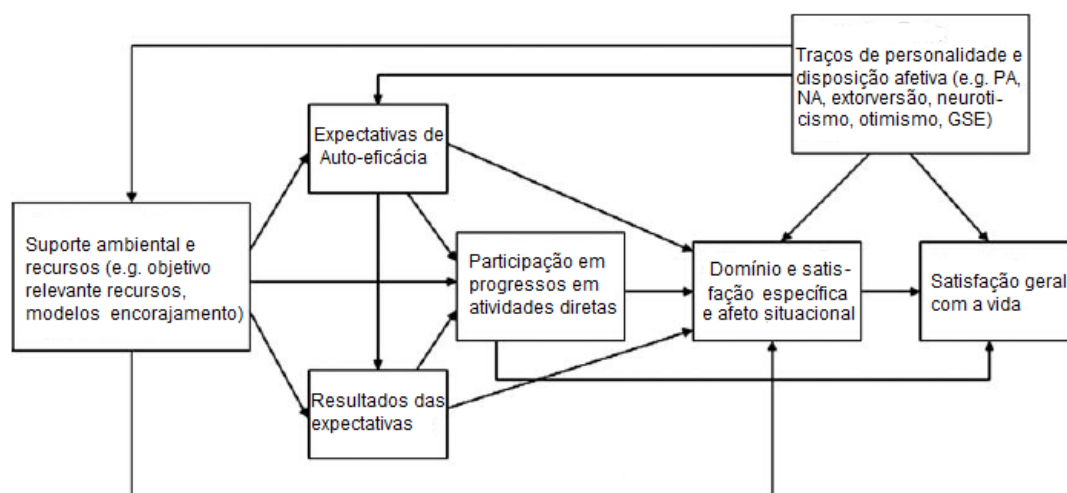 Traços de personalidade e
disposição afetiva (e.g. PA,
NA, extorversão, neuroti-
cismo, otimismo, GSE)
Expectativas de
Auto-eficácia
Suporte ambiental e
recursos (e.g. objetivo
relevante recursos,
modelos encorajamento)
Participação em
progressos em
atividades diretas
Domínio e satis-
fação específica
e afeto situacional
Satisfação geral
com a vida
Resultados das
expectativas